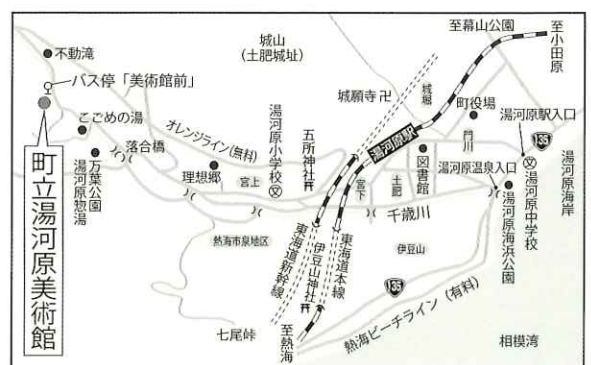 至幕山公園
至小田原
不動滝
城山
(土肥城址)
バス停「美術館前」
城願寺卍
城堀
町役場
湯河原駅入口
135
こごめの湯
オレンジライン(無料)
湯河原小学校
五所神社
湯河原駅
門川
図書館
湯河原温泉入口
湯河原中学校
湯河原海岸
落合橋
万葉公園
湯河原惣湯
理想郷
宮上
宮下
土肥
千歳川
湯河原海浜公園
町立湯河原美術館
熱海市泉地区
東海道新幹線
伊豆山神社
東海道本線
伊豆山
135
熱海ビーチライン(有料)
七尾峠
至熱海
相模湾